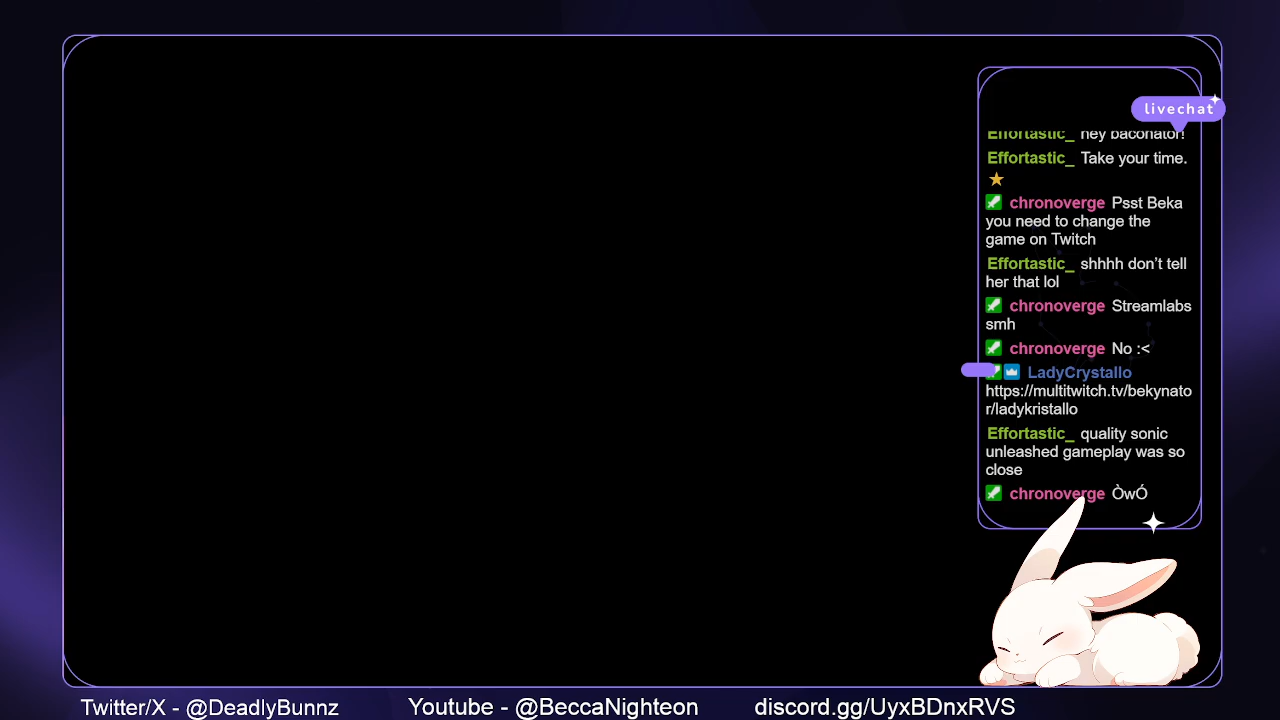 livechat
Effortastic_ hey baconator!
Effortastic_ Take your time.
chronoverge Psst Beka
you need to change the
game on Twitch
Effortastic_ shhhh don’t tell
her that lol
chronoverge Streamlabs
smh
chronoverge No :<
LadyCrystallo
https://multitwitch.tv/bekynato
r/ladykristallo
Effortastic_ quality sonic
unleashed gameplay was so
close
chronoverge ÒwÓ
Twitter/X - @DeadlyBunnz
Youtube - @BeccaNighteon
discord.gg/UyxBDnxRVS